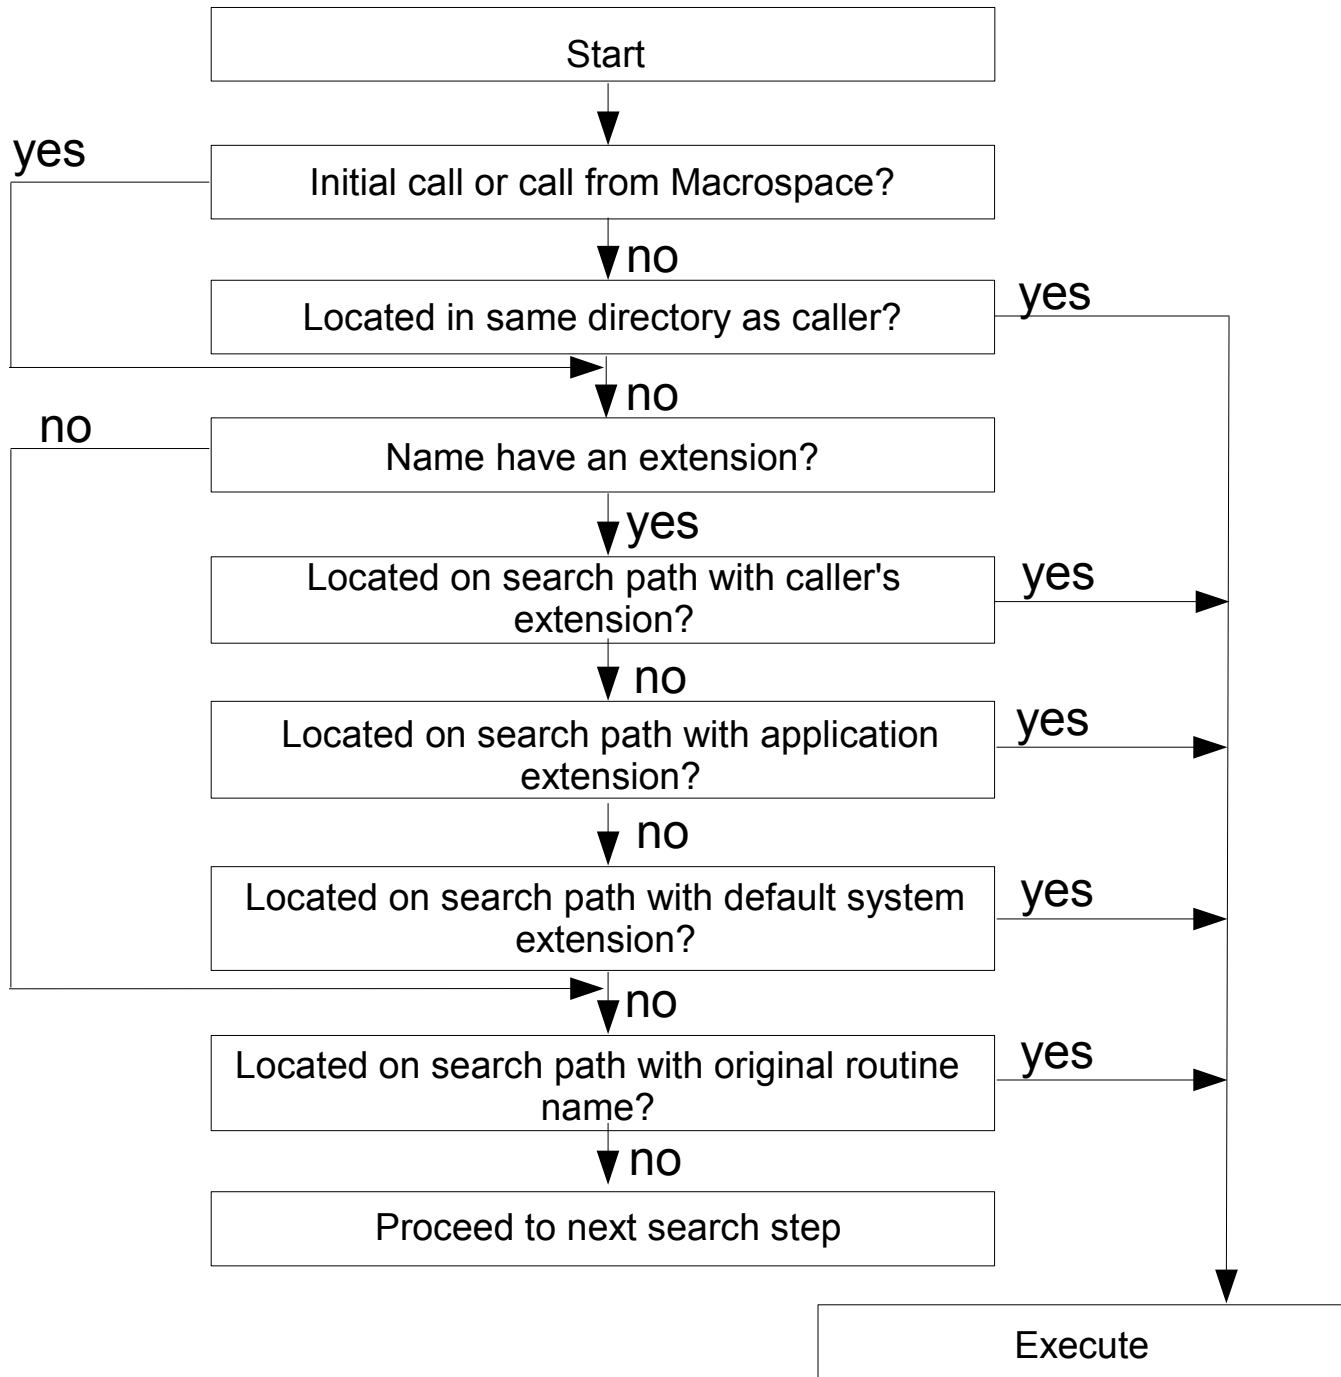 Start
yes
Initial call or call from Macrospace?
no
Located in same directory as caller?
yes
no
no
Name have an extension?
yes
Located on search path with caller's
extension?
yes
no
Located on search path with application
extension?
yes
no
Located on search path with default system
extension?
yes
no
Located on search path with original routine
name?
yes
no
Proceed to next search step
Execute